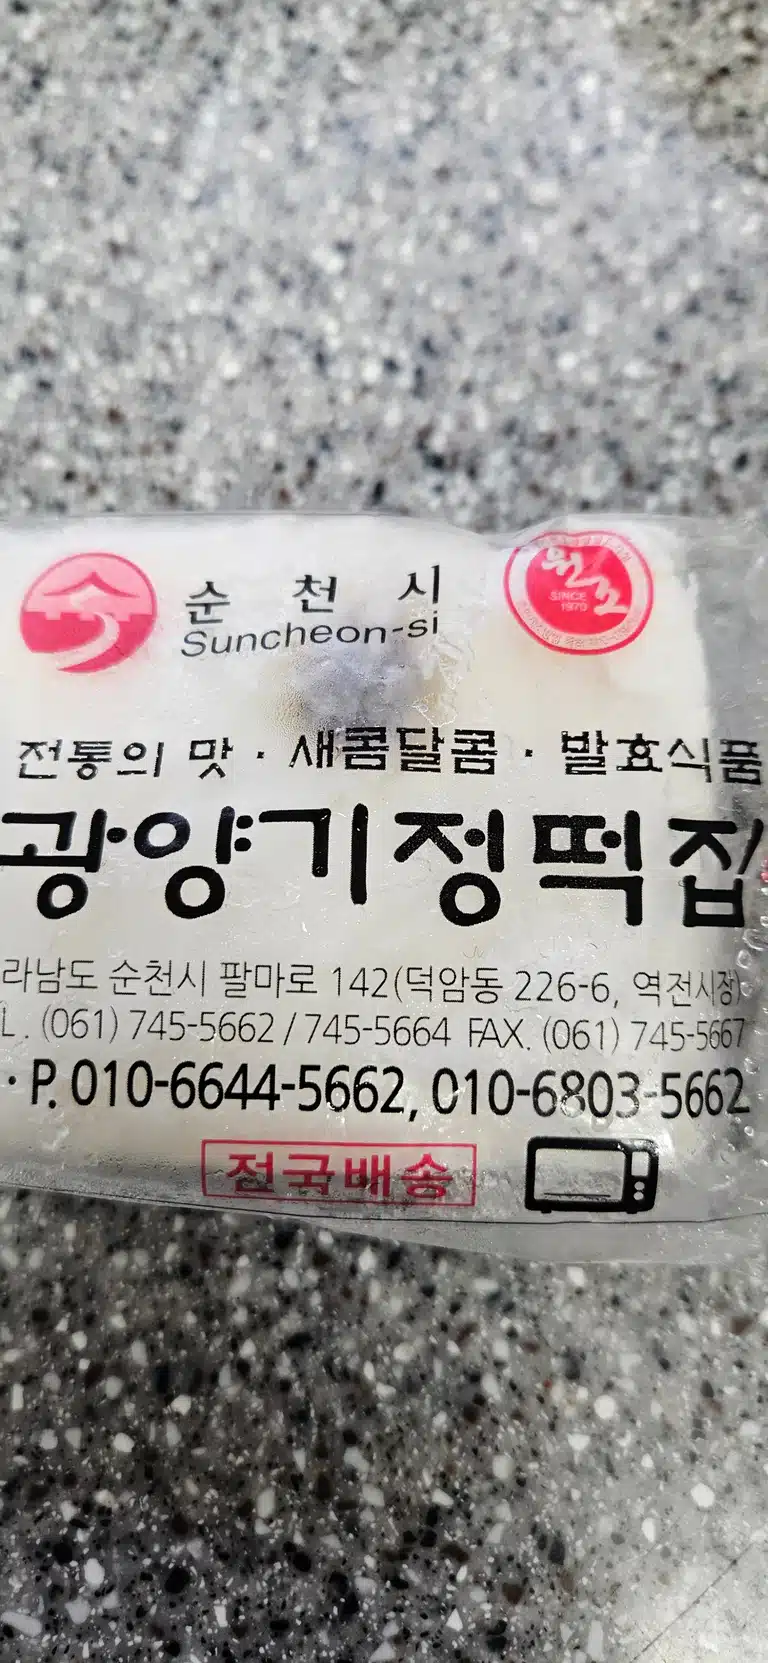 순천시
Suncheon-si
원조
SINCE
1970
전통의 맛 · 새콤달콤 · 발효식품
광양기정떡집
라남도 순천시 팔마로 142(덕암동 226-6, 역전시장)
L. (061) 745-5662 / 745-5664 FAX. (061) 745-5667
· P. 010-6644-5662, 010-6803-5662
전국배송